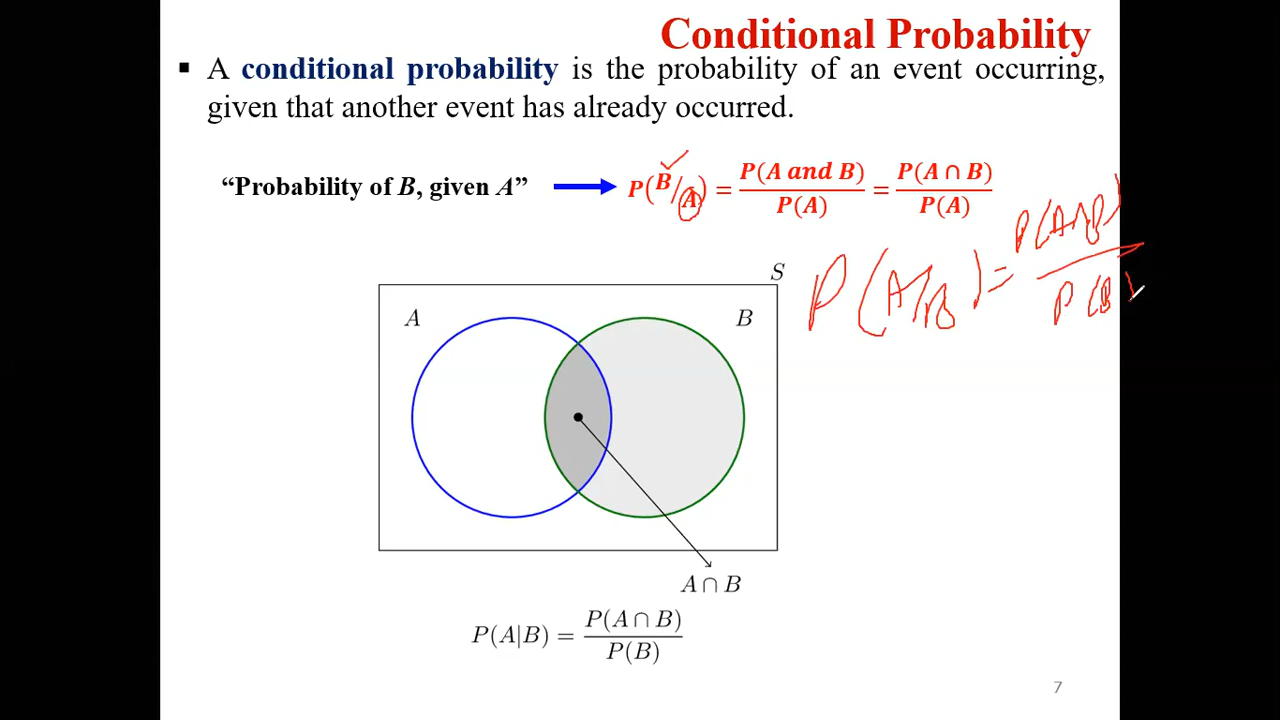 Conditional Probability
▪ A conditional probability is the probability of an event occurring,
given that another event has already occurred.
“Probability of B, given A” P(B/A) = P(A and B)/P(A) = P(A ∩ B)/P(A)
P(A/B) = P(A∩B)/P(B)
S
A B
A ∩ B
P(A|B) = P(A ∩ B)/P(B)
7